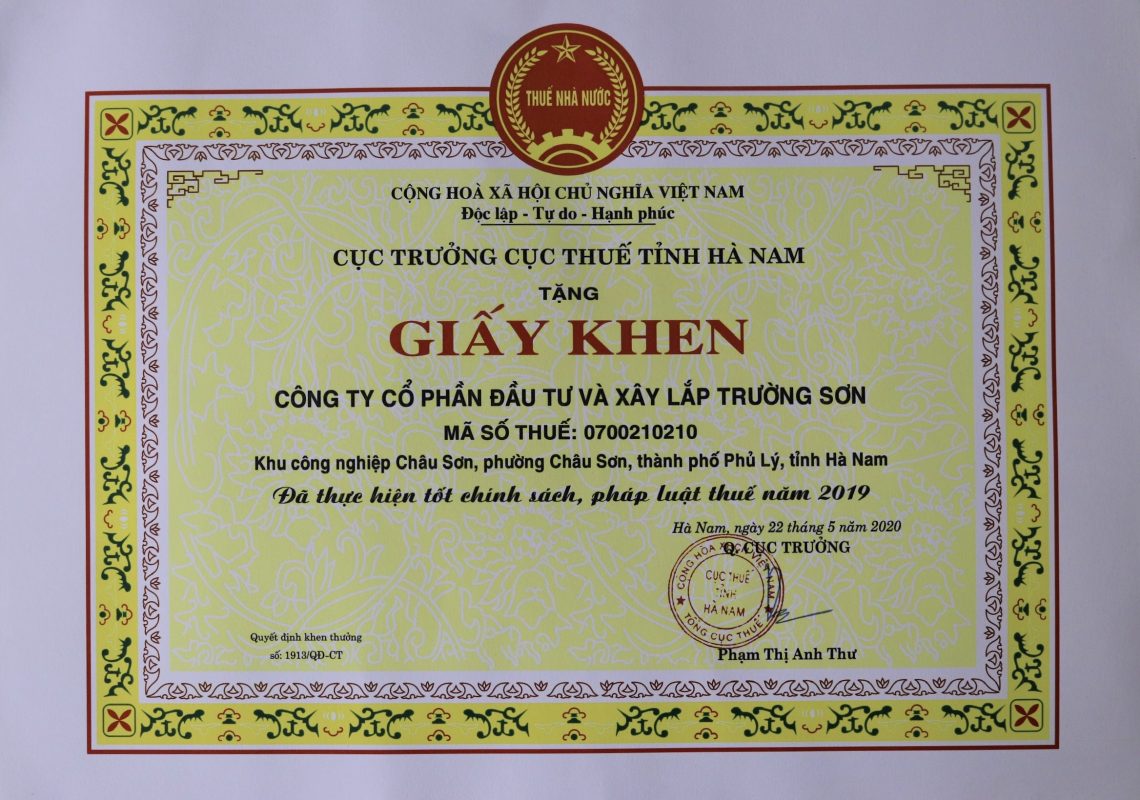 THUẾ NHÀ NƯỚC
CỘNG HOÀ XÃ HỘI CHỦ NGHĨA VIỆT NAM
Độc lập - Tự do - Hạnh phúc
CỤC TRƯỞNG CỤC THUẾ TỈNH HÀ NAM
TẶNG
GIẤY KHEN
CÔNG TY CỔ PHẦN ĐẦU TƯ VÀ XÂY LẮP TRƯỜNG SƠN
MÃ SỐ THUẾ: 0700210210
Khu công nghiệp Châu Sơn, phường Châu Sơn, thành phố Phủ Lý, tỉnh Hà Nam
Đã thực hiện tốt chính sách, pháp luật thuế năm 2019
Hà Nam, ngày 22 tháng 5 năm 2020
Q. CỤC TRƯỞNG
CỘNG HÒA X.H.C.N VIỆT NAM
CỤC THUẾ
TỈNH
HÀ NAM
TỔNG CỤC THUẾ
Quyết định khen thưởng
số: 1913/QĐ-CT
Phạm Thị Anh Thư